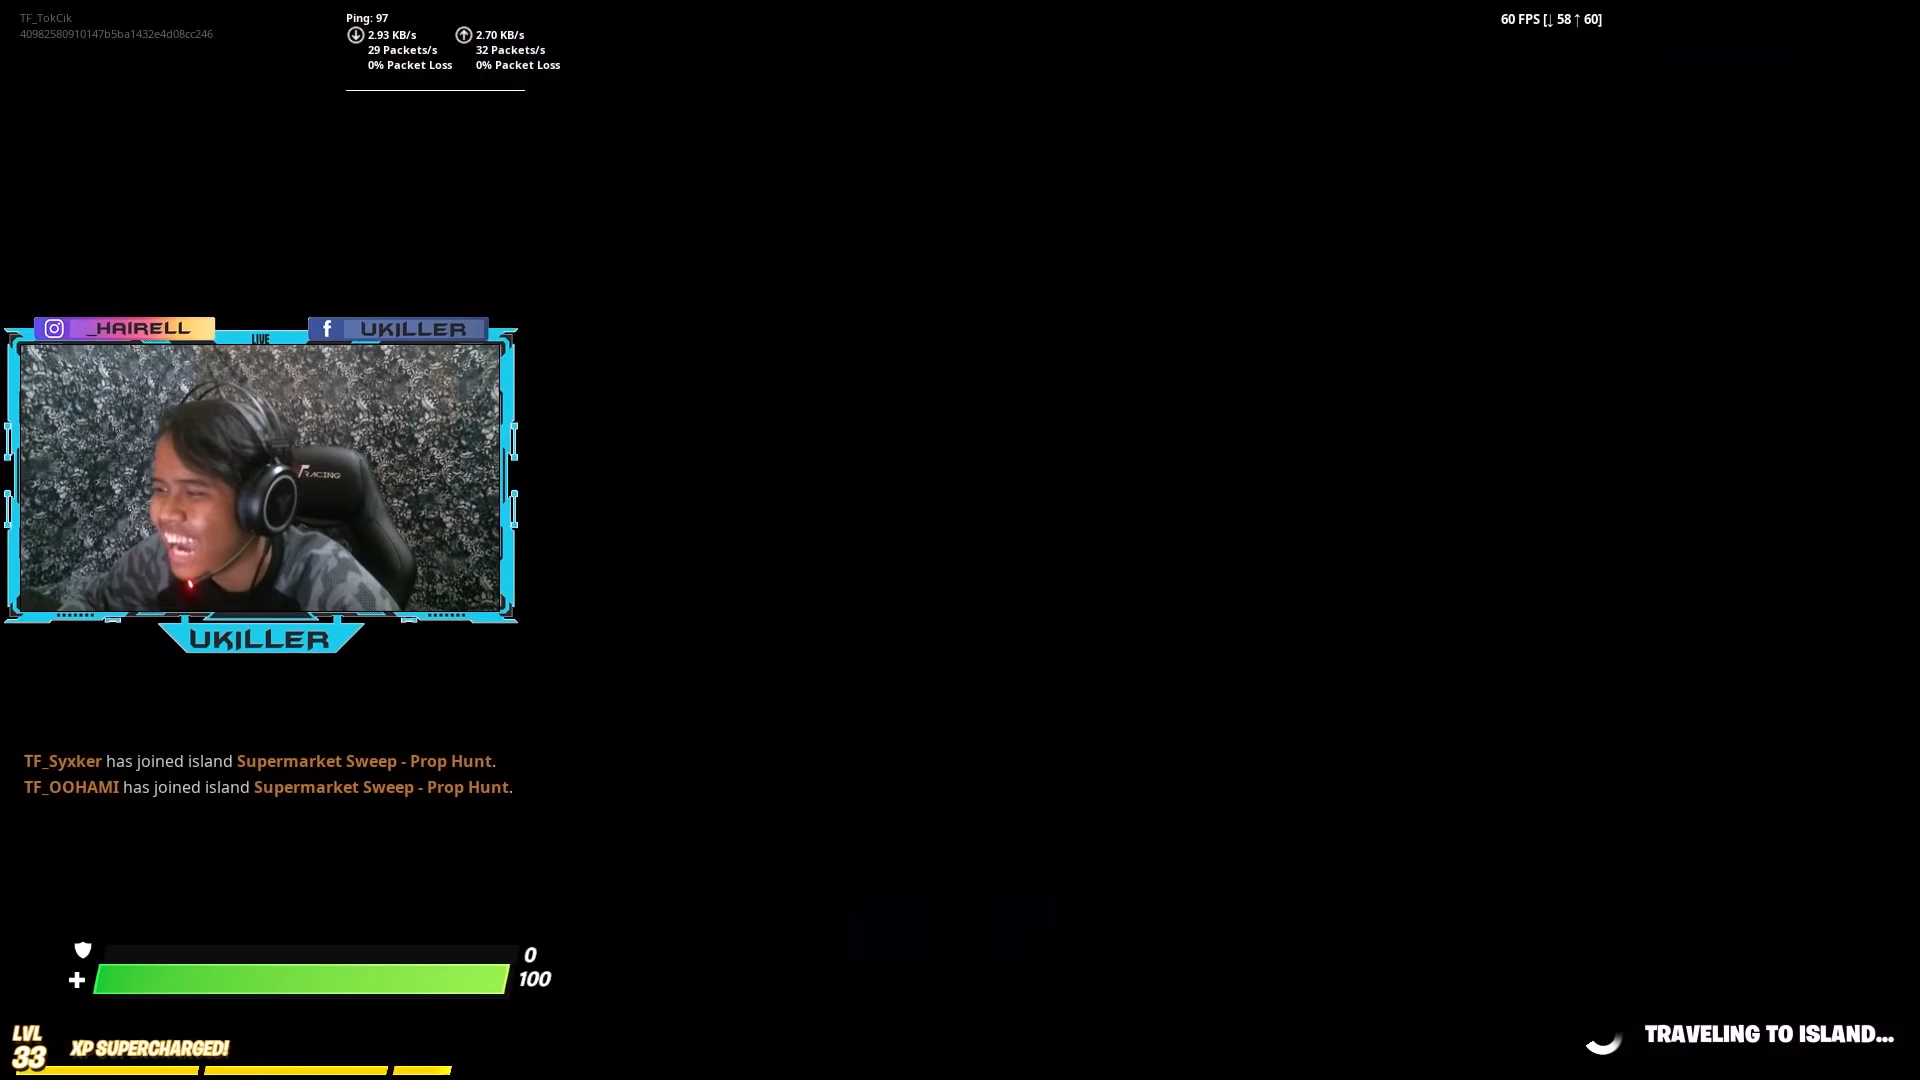 TF_TokCik
40982580910147b5ba1432e4d08cc246
Ping: 97
2.93 KB/s 2.70 KB/s
29 Packets/s 32 Packets/s
0% Packet Loss 0% Packet Loss
60 FPS [↓ 58 ↑ 60]
_HAIRELL
LIVE
UKILLER
TRACING
UKILLER
TF_Syxker has joined island Supermarket Sweep - Prop Hunt.
TF_OOHAMI has joined island Supermarket Sweep - Prop Hunt.
0
100
LVL
33
XP SUPERCHARGED!
TRAVELING TO ISLAND...